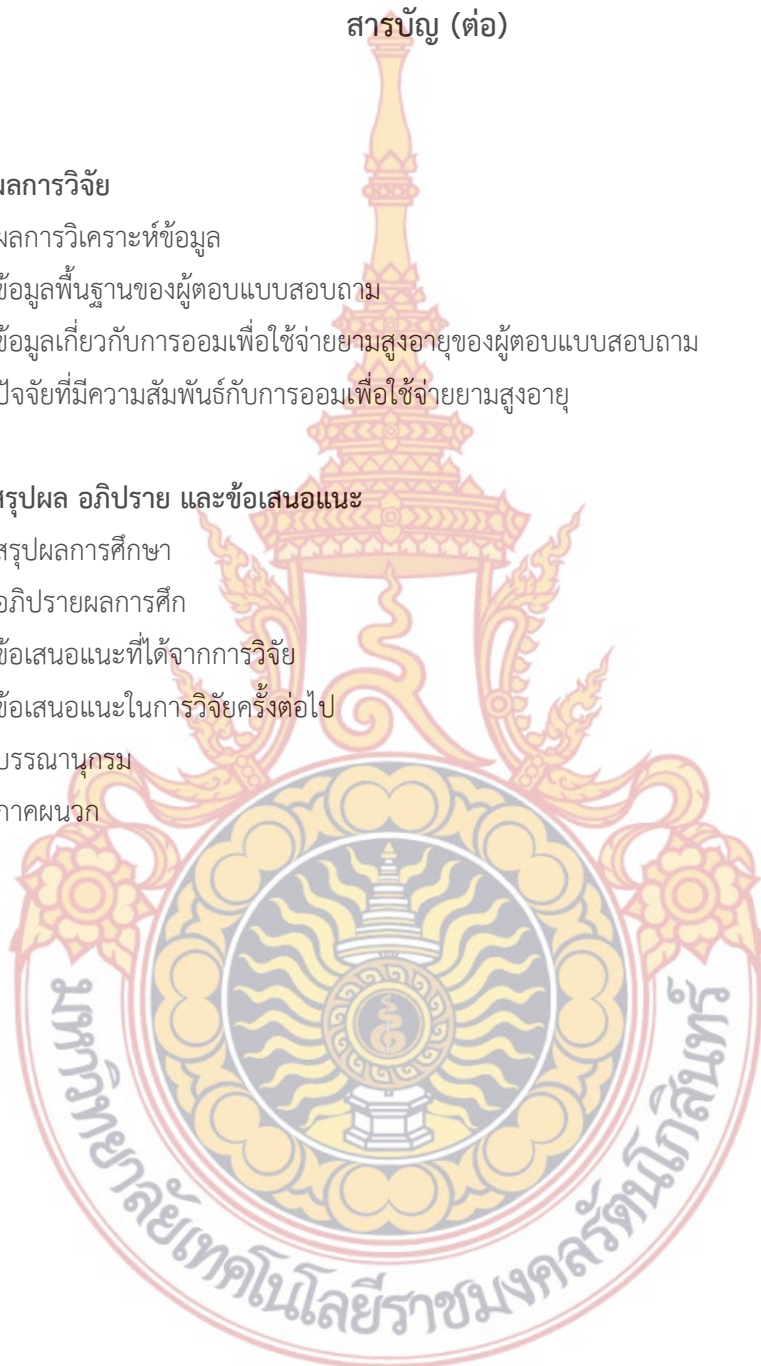 สารบัญ (ต่อ)
ผลการวิจัย
ผลการวิเคราะห์ข้อมูล
ข้อมูลพื้นฐานของผู้ตอบแบบสอบถาม
ข้อมูลเกี่ยวกับการออมเพื่อใช้จ่ายยามสูงอายุของผู้ตอบแบบสอบถาม
ปัจจัยที่มีความสัมพันธ์กับการออมเพื่อใช้จ่ายยามสูงอายุ
สรุปผล อภิปราย และข้อเสนอแนะ
สรุปผลการศึกษา
อภิปรายผลการศึก
ข้อเสนอแนะที่ได้จากการวิจัย
ข้อเสนอแนะในการวิจัยครั้งต่อไป
บรรณานุกรม
ภาคผนวก
มหาวิทยาลัยเทคโนโลยีราชมงคลรัตนโกสินทร์